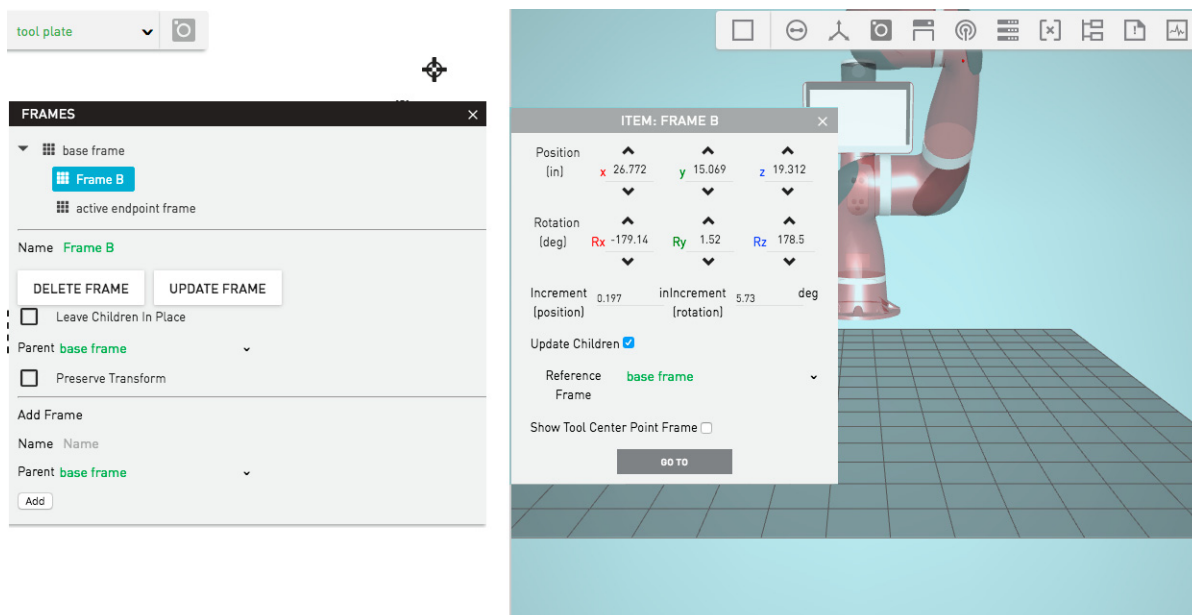 tool plate
FRAMES
base frame
Frame B
active endpoint frame
Name Frame B
DELETE FRAME UPDATE FRAME
Leave Children In Place
Parent base frame
Preserve Transform
Add Frame
Name Name
Parent base frame
Add
ITEM: FRAME B
Position
(in) x 26.772 y 15.069 z 19.312
Rotation
(deg) Rx -179.14 Ry 1.52 Rz 178.5
Increment 0.197 inIncrement 5.73 deg
(position) (rotation)
Update Children
Reference base frame
Frame
Show Tool Center Point Frame
GO TO